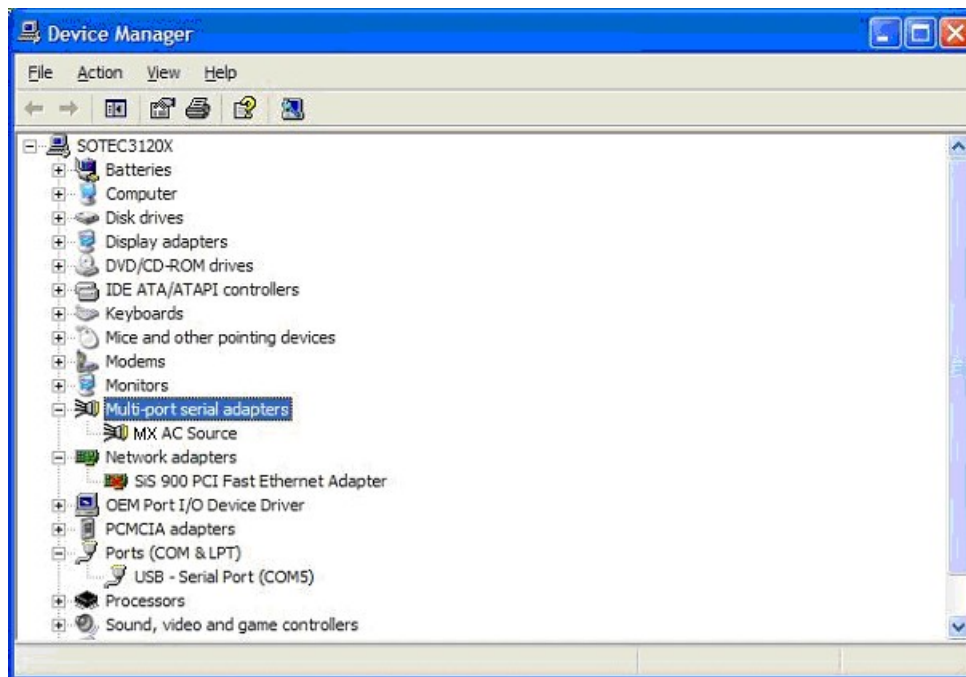 Device Manager
File Action View Help
SOTEC3120X
Batteries
Computer
Disk drives
Display adapters
DVD/CD-ROM drives
IDE ATA/ATAPI controllers
Keyboards
Mice and other pointing devices
Modems
Monitors
Multi-port serial adapters
MX AC Source
Network adapters
SiS 900 PCI Fast Ethernet Adapter
OEM Port I/O Device Driver
PCMCIA adapters
Ports (COM & LPT)
USB - Serial Port (COM5)
Processors
Sound, video and game controllers